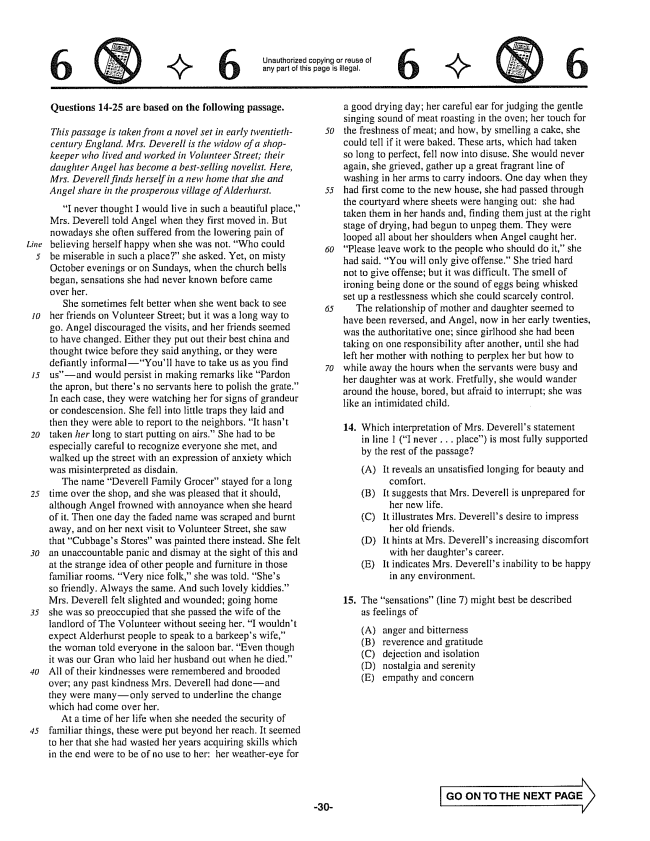 6 6 Unauthorized copying or reuse of
any part of this page is illegal. 6 6
Questions 14-25 are based on the following passage.
This passage is taken from a novel set in early twentieth-
century England. Mrs. Deverell is the widow of a shop-
keeper who lived and worked in Volunteer Street; their
daughter Angel has become a best-selling novelist. Here,
Mrs. Deverell finds herself in a new home that she and
Angel share in the prosperous village of Alderhurst.
"I never thought I would live in such a beautiful place,"
Mrs. Deverell told Angel when they first moved in. But
nowadays she often suffered from the lowering pain of
Line believing herself happy when she was not. "Who could
5 be miserable in such a place?" she asked. Yet, on misty
October evenings or on Sundays, when the church bells
began, sensations she had never known before came
over her.
She sometimes felt better when she went back to see
10 her friends on Volunteer Street; but it was a long way to
go. Angel discouraged the visits, and her friends seemed
to have changed. Either they put out their best china and
thought twice before they said anything, or they were
defiantly informal—"You'll have to take us as you find
15 us"—and would persist in making remarks like "Pardon
the apron, but there's no servants here to polish the grate."
In each case, they were watching her for signs of grandeur
or condescension. She fell into little traps they laid and
then they were able to report to the neighbors. "It hasn't
20 taken her long to start putting on airs." She had to be
especially careful to recognize everyone she met, and
walked up the street with an expression of anxiety which
was misinterpreted as disdain.
The name "Deverell Family Grocer" stayed for a long
25 time over the shop, and she was pleased that it should,
although Angel frowned with annoyance when she heard
of it. Then one day the faded name was scraped and burnt
away, and on her next visit to Volunteer Street, she saw
that "Cubbage's Stores" was painted there instead. She felt
30 an unaccountable panic and dismay at the sight of this and
at the strange idea of other people and furniture in those
familiar rooms. "Very nice folk," she was told. "She's
so friendly. Always the same. And such lovely kiddies."
Mrs. Deverell felt slighted and wounded; going home
35 she was so preoccupied that she passed the wife of the
landlord of The Volunteer without seeing her. "I wouldn't
expect Alderhurst people to speak to a barkeep's wife,"
the woman told everyone in the saloon bar. "Even though
it was our Gran who laid her husband out when he died."
40 All of their kindnesses were remembered and brooded
over; any past kindness Mrs. Deverell had done—and
they were many—only served to underline the change
which had come over her.
At a time of her life when she needed the security of
45 familiar things, these were put beyond her reach. It seemed
to her that she had wasted her years acquiring skills which
in the end were to be of no use to her: her weather-eye for
a good drying day; her careful ear for judging the gentle
singing sound of meat roasting in the oven; her touch for
50 the freshness of meat; and how, by smelling a cake, she
could tell if it were baked. These arts, which had taken
so long to perfect, fell now into disuse. She would never
again, she grieved, gather up a great fragrant line of
washing in her arms to carry indoors. One day when they
55 had first come to the new house, she had passed through
the courtyard where sheets were hanging out: she had
taken them in her hands and, finding them just at the right
stage of drying, had begun to unpeg them. They were
looped all about her shoulders when Angel caught her.
60 "Please leave work to the people who should do it," she
had said. "You will only give offense." She tried hard
not to give offense; but it was difficult. The smell of
ironing being done or the sound of eggs being whisked
set up a restlessness which she could scarcely control.
65 The relationship of mother and daughter seemed to
have been reversed, and Angel, now in her early twenties,
was the authoritative one; since girlhood she had been
taking on one responsibility after another, until she had
left her mother with nothing to perplex her but how to
70 while away the hours when the servants were busy and
her daughter was at work. Fretfully, she would wander
around the house, bored, but afraid to interrupt; she was
like an intimidated child.
14. Which interpretation of Mrs. Deverell's statement
in line 1 ("I never . . . place") is most fully supported
by the rest of the passage?
(A) It reveals an unsatisfied longing for beauty and
comfort.
(B) It suggests that Mrs. Deverell is unprepared for
her new life.
(C) It illustrates Mrs. Deverell's desire to impress
her old friends.
(D) It hints at Mrs. Deverell's increasing discomfort
with her daughter's career.
(E) It indicates Mrs. Deverell's inability to be happy
in any environment.
15. The "sensations" (line 7) might best be described
as feelings of
(A) anger and bitterness
(B) reverence and gratitude
(C) dejection and isolation
(D) nostalgia and serenity
(E) empathy and concern
GO ON TO THE NEXT PAGE
-30-